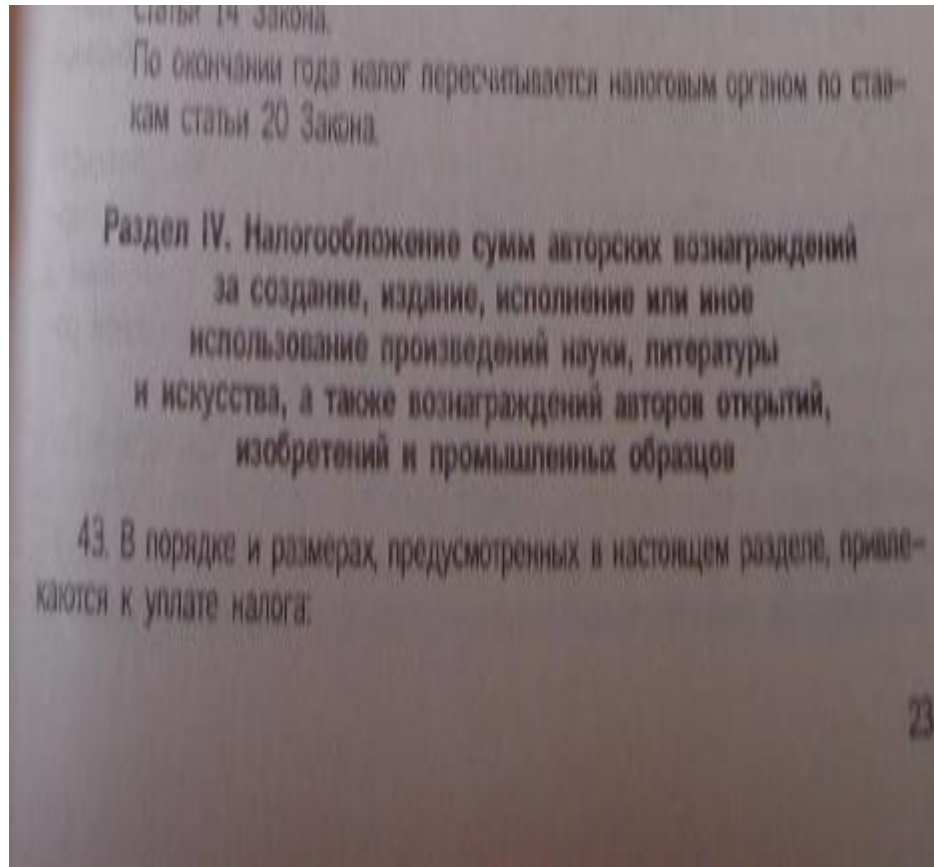 статьи 14 Закона.
По окончании года налог пересчитывается налоговым органом по став-
кам статьи 20 Закона.
Раздел IV. Налогообложение сумм авторских вознаграждений
за создание, издание, исполнение или иное
использование произведений науки, литературы
и искусства, а также вознаграждений авторов открытий,
изобретений и промышленных образцов
43. В порядке и размерах, предусмотренных в настоящем разделе, привле-
каются к уплате налога:
23